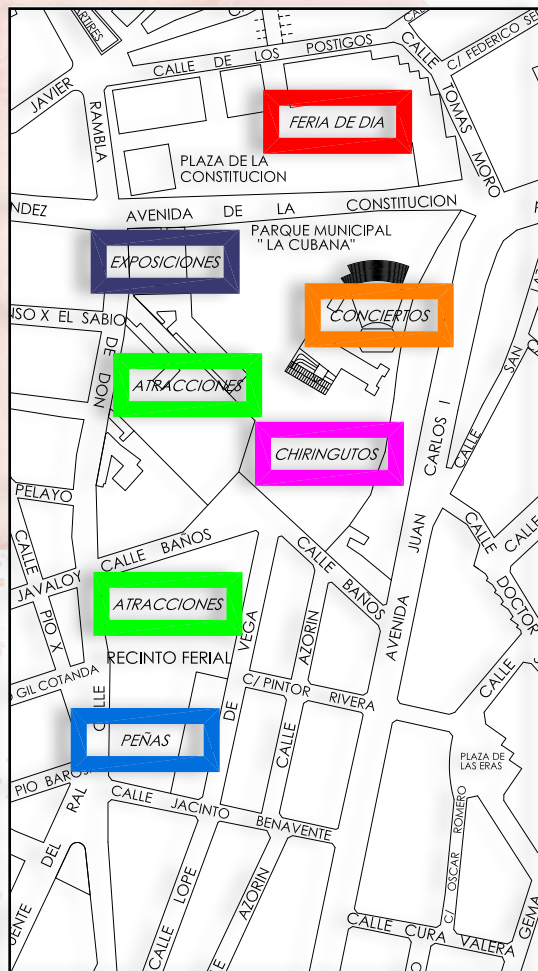 CALLE DE LOS POSTIGOS
CALLE TOMAS MORO
JAVIER
RAMBLA
FERIA DE DIA
PLAZA DE LA
CONSTITUCION
NDEZ
AVENIDA DE LA CONSTITUCION
PARQUE MUNICIPAL
" LA CUBANA"
EXPOSICIONES
CONCIERTOS
NSO X EL SABIO
DE DON
SAN
ATRACCIONES
CARLOS I
CALLE
CHIRINGUTOS
PELAYO
JUAN
CALLE
CALLE
CALLE
CALLE BAÑOS
CALLE BAÑOS
DOCTOR
JAVALOY
ATRACCIONES
PIO X
VEGA
AZORIN
AVENIDA
RECINTO FERIAL
CALLE
GIL COTANDA
C/ PINTOR RIVERA
CALLE
DE
PEÑAS
CALLE
PLAZA DE
LAS ERAS
RAL
CALLE JACINTO BENAVENTE
C/ OSCAR ROMERO
DEL
CALLE LOPE
AZORIN
GEMA
UENTE
CALLE CURA VALERA